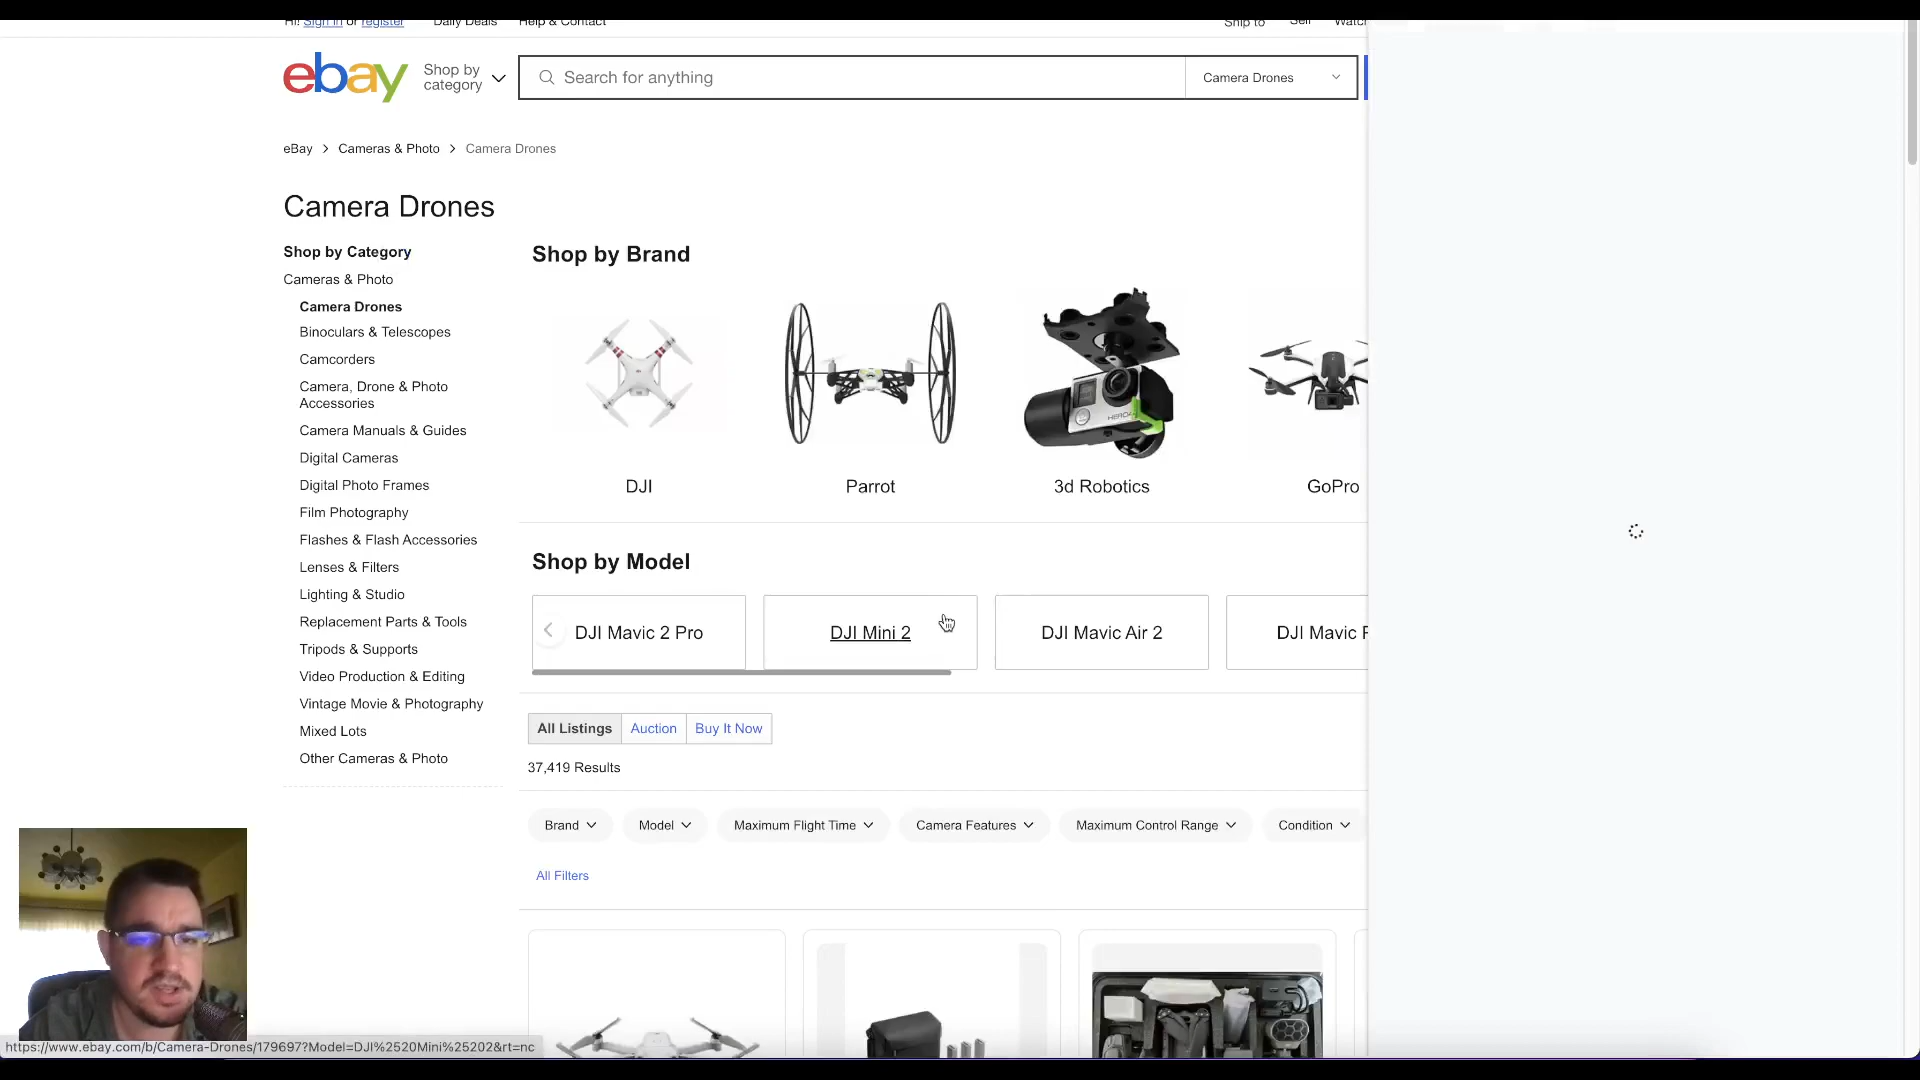 Hi! Sign in or register
Daily Deals
Help & Contact
Ship to
Sell
ebay
Shop by
category
Search for anything
Camera Drones
eBay
Cameras & Photo
Camera Drones
Camera Drones
Shop by Category
Cameras & Photo
Camera Drones
Binoculars & Telescopes
Camcorders
Camera, Drone & Photo
Accessories
Camera Manuals & Guides
Digital Cameras
Digital Photo Frames
Film Photography
Flashes & Flash Accessories
Lenses & Filters
Lighting & Studio
Replacement Parts & Tools
Tripods & Supports
Video Production & Editing
Vintage Movie & Photography
Mixed Lots
Other Cameras & Photo
Shop by Brand
DJI
Parrot
3d Robotics
GoPro
Shop by Model
DJI Mavic 2 Pro
DJI Mini 2
DJI Mavic Air 2
DJI Mavic
All Listings
Auction
Buy It Now
37,419 Results
Brand
Model
Maximum Flight Time
Camera Features
Maximum Control Range
Condition
All Filters
https://www.ebay.com/b/Camera-Drones/179697?Model=DJI%2520Mini%25202&rt=nc